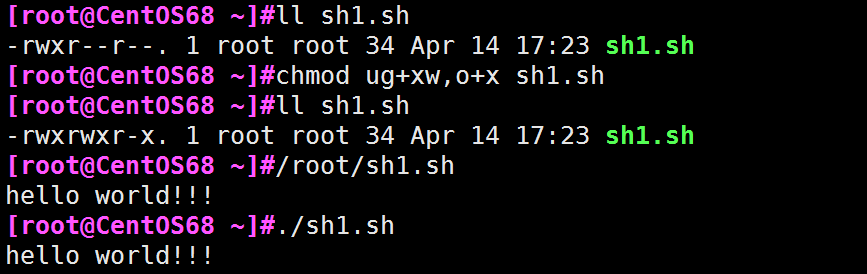 [root@CentOS68 ~]#ll sh1.sh
-rwxr--r--. 1 root root 34 Apr 14 17:23 sh1.sh
[root@CentOS68 ~]#chmod ug+xw,o+x sh1.sh
[root@CentOS68 ~]#ll sh1.sh
-rwxrwxr-x. 1 root root 34 Apr 14 17:23 sh1.sh
[root@CentOS68 ~]#/root/sh1.sh
hello world!!!
[root@CentOS68 ~]#./sh1.sh
hello world!!!